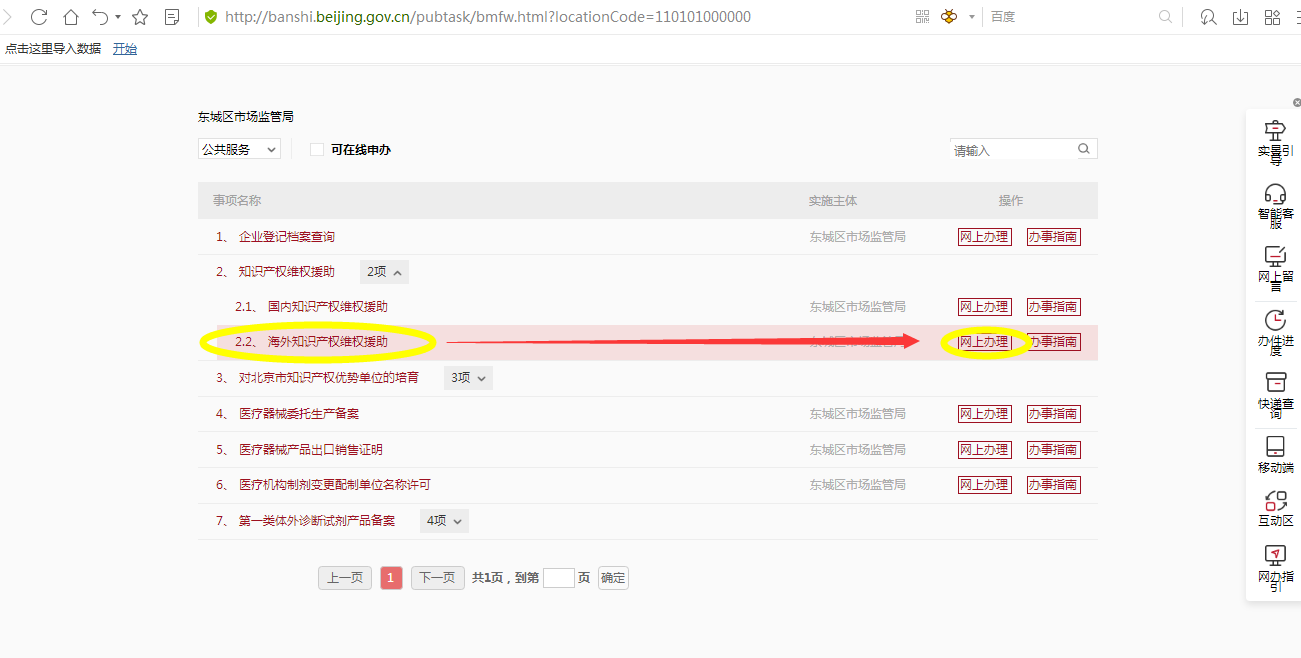 http://banshi.beijing.gov.cn/pubtask/bmfw.html?locationCode=110101000000 百度
点击这里导入数据 开始
东城区市场监管局
公共服务 可在线申办 请输入
事项名称 实施主体 操作
1、 企业登记档案查询 东城区市场监管局 网上办理 办事指南
2、 知识产权维权援助 2项
2.1、 国内知识产权维权援助 东城区市场监管局 网上办理 办事指南
2.2、 海外知识产权维权援助 东城区市场监管局 网上办理 办事指南
3、 对北京市知识产权优势单位的培育 3项
4、 医疗器械委托生产备案 东城区市场监管局 网上办理 办事指南
5、 医疗器械产品出口销售证明 东城区市场监管局 网上办理 办事指南
6、 医疗机构制剂变更配制单位名称许可 东城区市场监管局 网上办理 办事指南
7、 第一类体外诊断试剂产品备案 4项
上一页 1 下一页 共1页，到第 页 确定
实景引
导
智能客
服
网上留
言
办件进
度
快递查
询
移动端
互动区
网办指
引